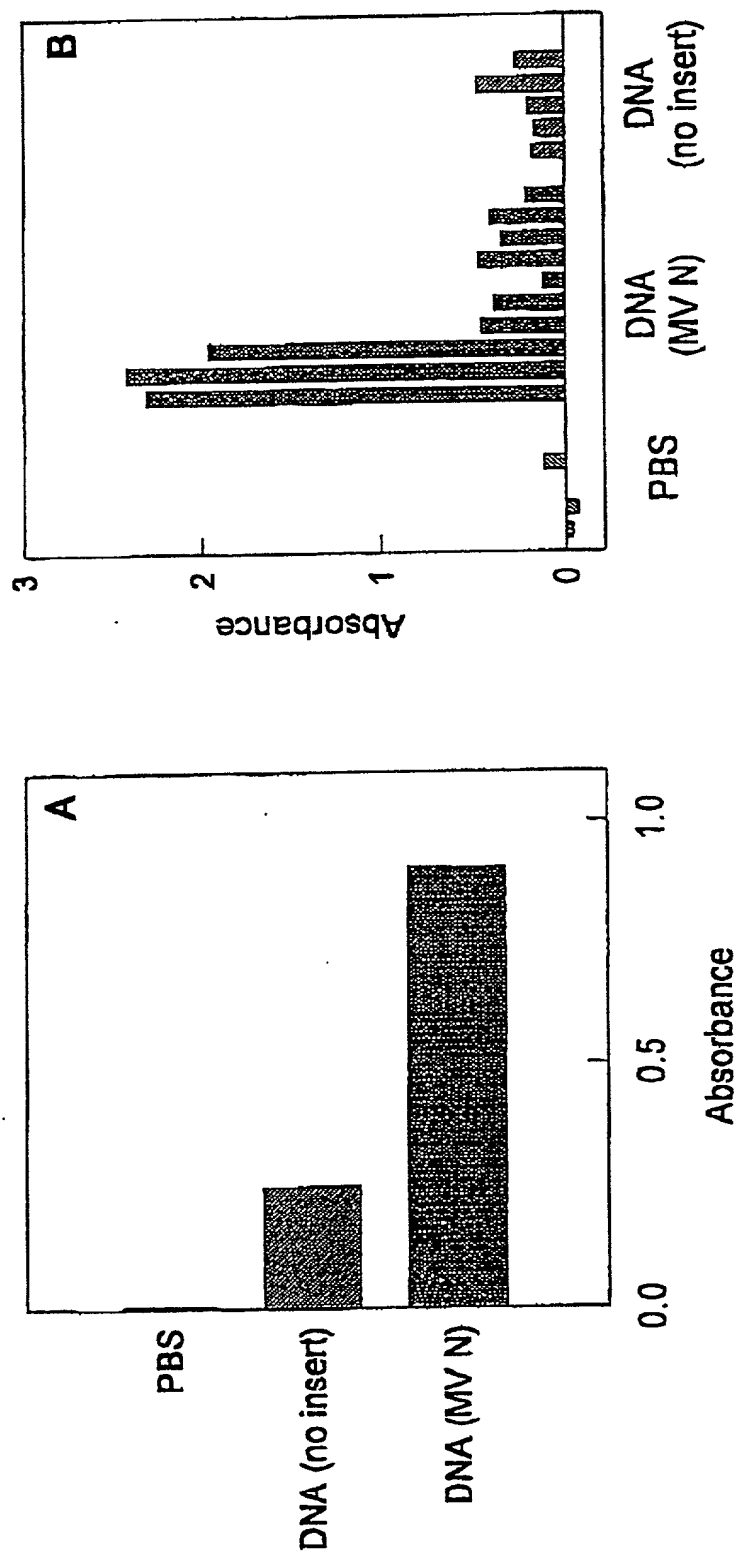 A
PBS
DNA (no insert)
DNA (MV N)
0.0
0.5
1.0
Absorbance
B
3
2
1
0
Absorbance
PBS
DNA
(MV N)
DNA
(no insert)